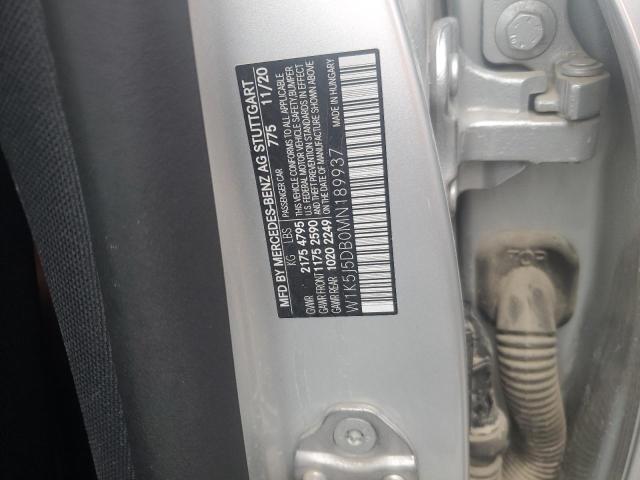 MFD BY MERCEDES-BENZ AG STUTTGART
775 11/20
PASSENGER CAR
THIS VEHICLE CONFORMS TO ALL APPLICABLE
U.S. FEDERAL MOTOR VEHICLE SAFETY, BUMPER
AND THEFT PREVENTION STANDARDS IN EFFECT
ON THE DATE OF MANUFACTURE SHOWN ABOVE
MADE IN HUNGARY
KG LBS
GVWR 2175 4795
GAWR FRONT 1175 2590
GAWR REAR 1020 2249
W1K5J5DB0MN189937
TOP